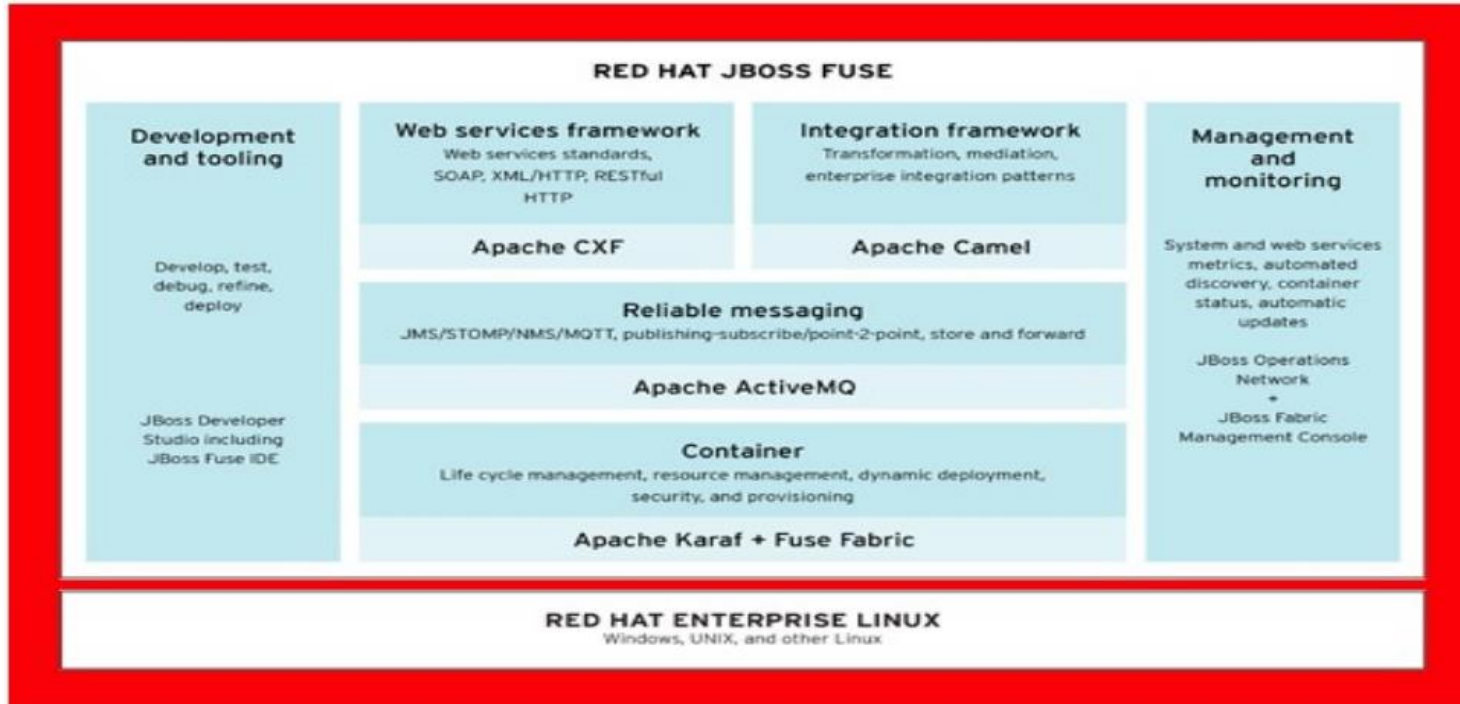 RED HAT JBOSS FUSE
Development
and tooling
Develop, test,
debug, refine,
deploy
JBoss Developer
Studio including
JBoss Fuse IDE
Web services framework
Web services standards,
SOAP, XML/HTTP, RESTful
HTTP
Apache CXF
Integration framework
Transformation, mediation,
enterprise integration patterns
Apache Camel
Reliable messaging
JMS/STOMP/NMS/MQTT, publishing-subscribe/point-2-point, store and forward
Apache ActiveMQ
Container
Life cycle management, resource management, dynamic deployment,
security, and provisioning
Apache Karaf + Fuse Fabric
Management
and
monitoring
System and web services
metrics, automated
discovery, container
status, automatic
updates
JBoss Operations
Network
+
JBoss Fabric
Management Console
RED HAT ENTERPRISE LINUX
Windows, UNIX, and other Linux